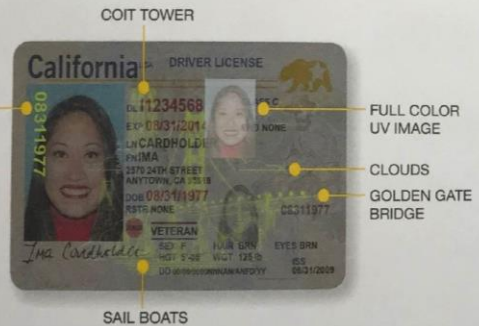 COIT TOWER
California USA DRIVER LICENSE
DL I1234568
EXP 08/31/2014 END NONE
LN CARDHOLDER
FN IMA
2570 24TH STREET
ANYTOWN, CA 95818
DOB 08/31/1977
RSTR NONE 08311977
VETERAN
SEX F HAIR BRN EYES BRN
HGT 5'-05" WGT 125 lb
ISS
08/31/2009
08311977
Ima Cardholder
FULL COLOR
UV IMAGE
CLOUDS
GOLDEN GATE
BRIDGE
SAIL BOATS